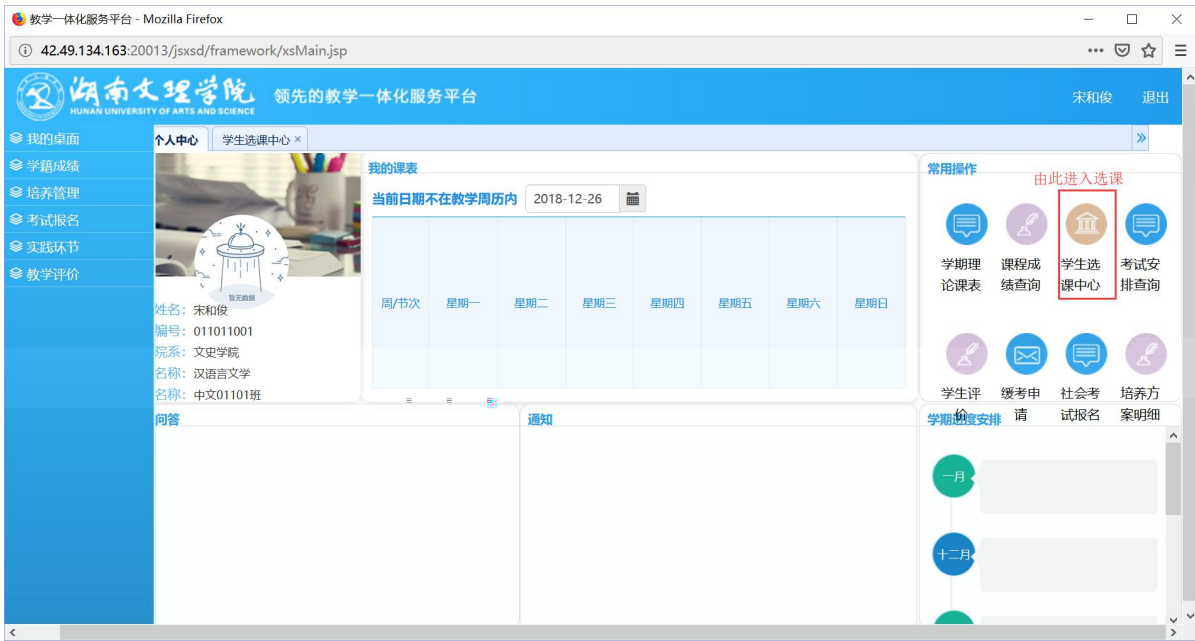 教学一体化服务平台 - Mozilla Firefox
42.49.134.163:20013/jsxsd/framework/xsMain.jsp
湖南文理学院
HUNAN UNIVERSITY OF ARTS AND SCIENCE
领先的教学一体化服务平台
宋和俊 退出
我的桌面
学籍成绩
培养管理
考试报名
实践环节
教学评价
个人中心 学生选课中心 ×
暂无数据
姓名：宋和俊
编号：011011001
院系：文史学院
名称：汉语言文学
名称：中文01101班
我的课表
当前日期不在教学周历内 2018-12-26
周/节次 星期一 星期二 星期三 星期四 星期五 星期六 星期日
常用操作
由此进入选课
学期理论课表
课程成绩查询
学生选课中心
考试安排查询
学生评价
缓考申请
社会考试报名
培养方案明细
问答
通知
学期进度安排
一月
十二月